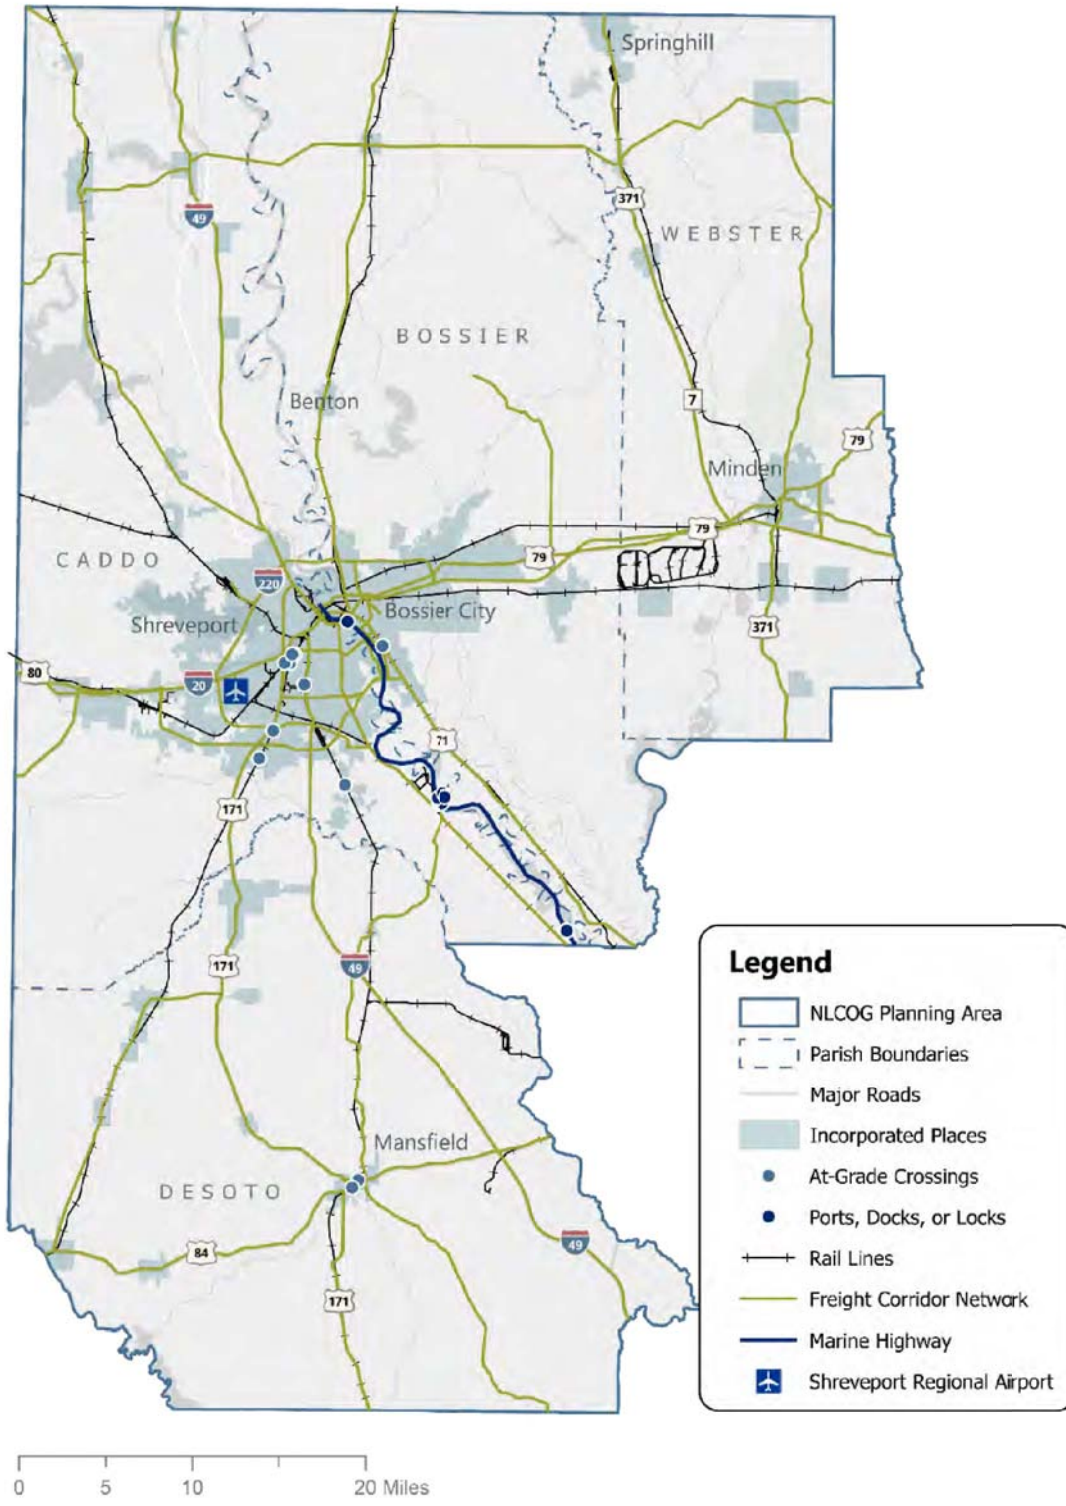 Springhill
371
49
WEBSTER
BOSSIER
Benton
7
79
Minden
79
79
CADDO
220
Bossier City
Shreveport
371
80
20
71
171
171
49
Mansfield
DESOTO
84
49
171
Legend
NLCOG Planning Area
Parish Boundaries
Major Roads
Incorporated Places
At-Grade Crossings
Ports, Docks, or Locks
Rail Lines
Freight Corridor Network
Marine Highway
Shreveport Regional Airport
0 5 10 20 Miles